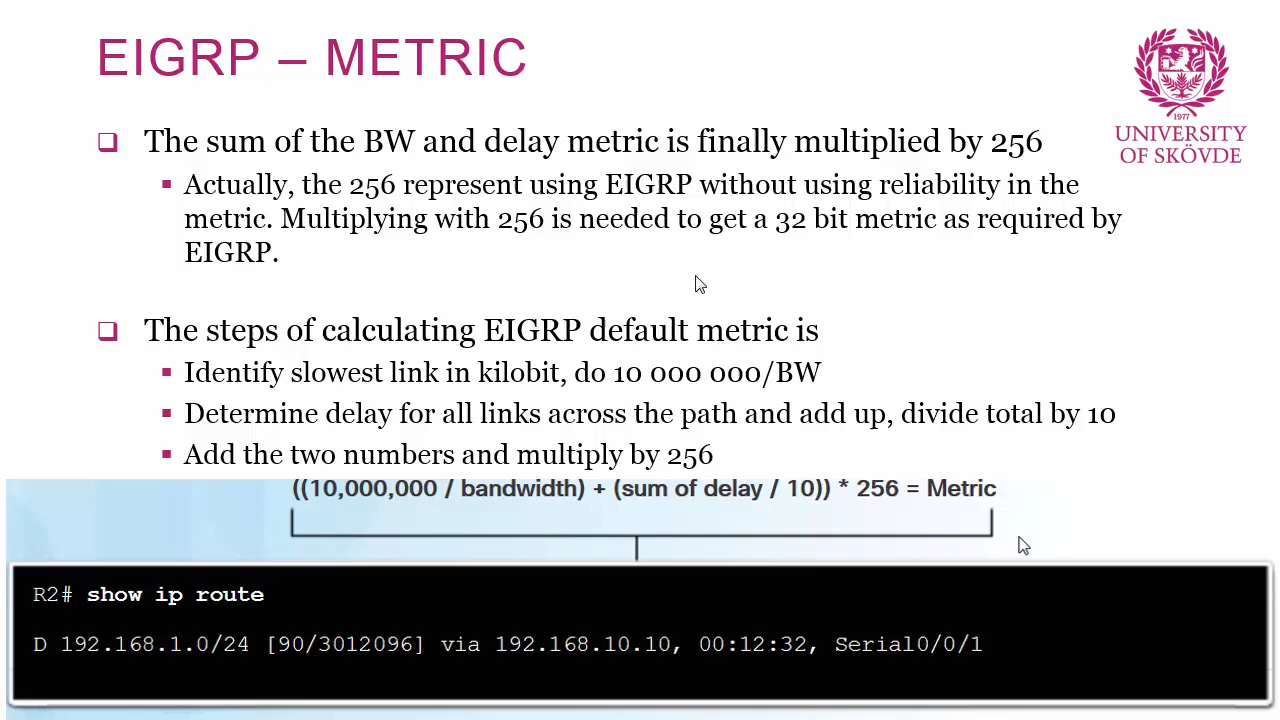 EIGRP – METRIC
1977
UNIVERSITY
OF SKÖVDE
The sum of the BW and delay metric is finally multiplied by 256
Actually, the 256 represent using EIGRP without using reliability in the
metric. Multiplying with 256 is needed to get a 32 bit metric as required by
EIGRP.
The steps of calculating EIGRP default metric is
Identify slowest link in kilobit, do 10 000 000/BW
Determine delay for all links across the path and add up, divide total by 10
Add the two numbers and multiply by 256
((10,000,000 / bandwidth) + (sum of delay / 10)) * 256 = Metric
R2# show ip route
D 192.168.1.0/24 [90/3012096] via 192.168.10.10, 00:12:32, Serial0/0/1